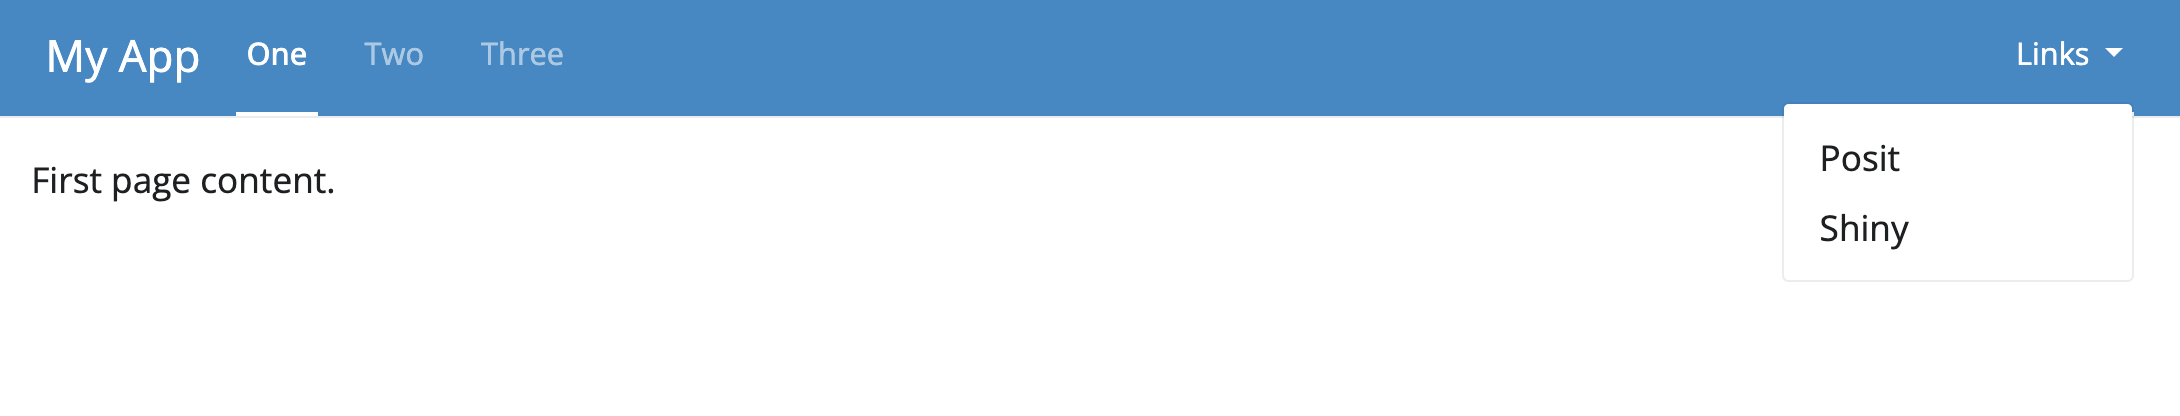 My App One Two Three Links
First page content.
Posit
Shiny